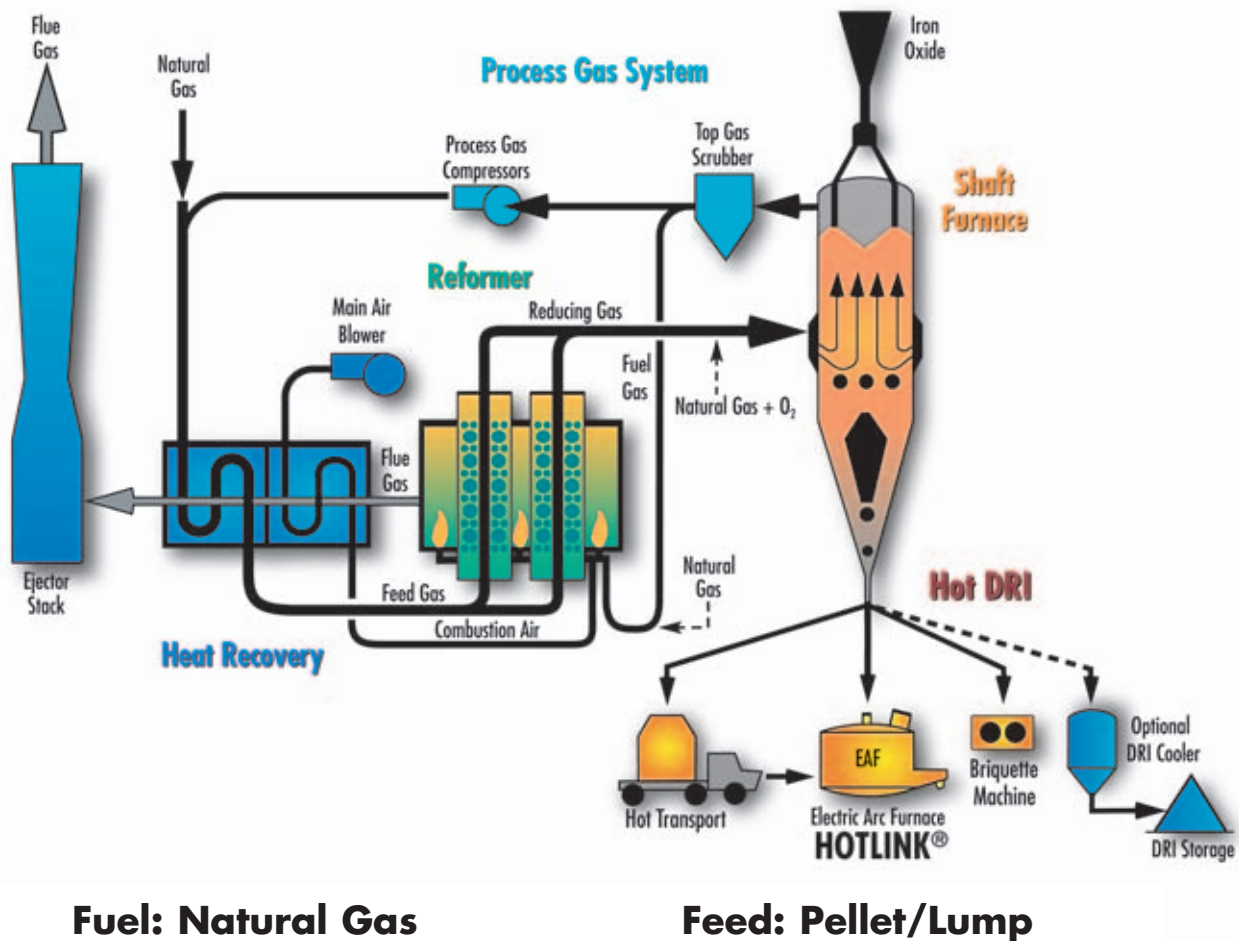 Flue
Gas
Natural
Gas
Process Gas System
Iron
Oxide
Process Gas
Compressors
Top Gas
Scrubber
Shaft
Furnace
Reformer
Main Air
Blower
Reducing Gas
Fuel
Gas
Natural Gas + O₂
Flue
Gas
Ejector
Stack
Feed Gas
Combustion Air
Natural
Gas
Heat Recovery
Hot DRI
Hot Transport
EAF
Electric Arc Furnace
HOTLINK®
Briquette
Machine
Optional
DRI Cooler
DRI Storage
Fuel: Natural Gas
Feed: Pellet/Lump